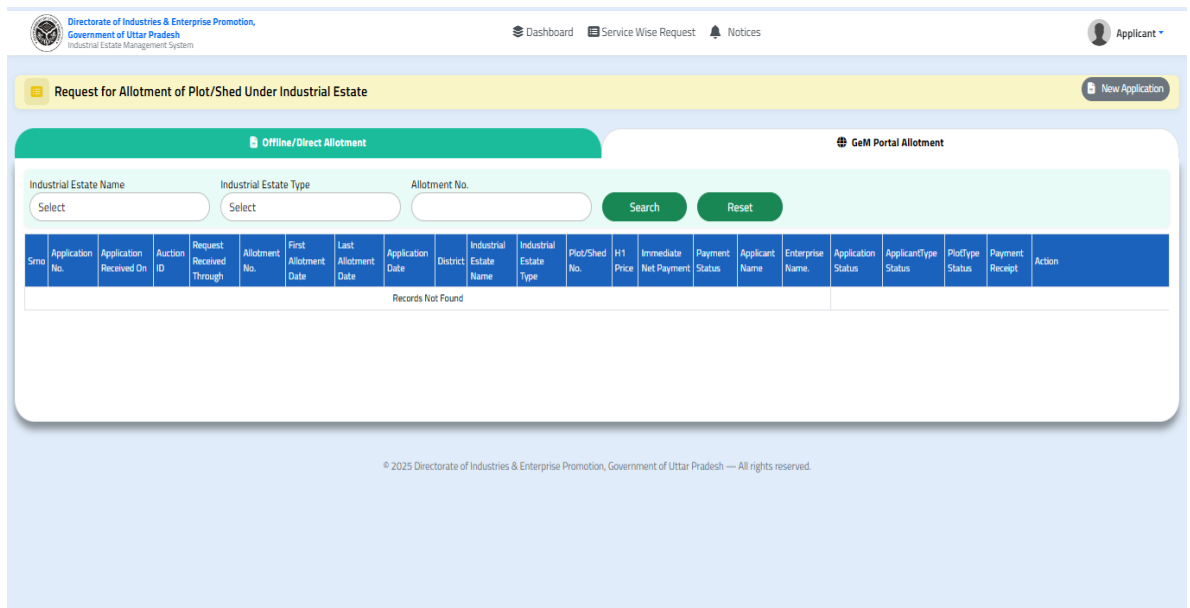 Directorate of Industries & Enterprise Promotion,
Government of Uttar Pradesh
Industrial Estate Management System
Dashboard Service Wise Request Notices
Applicant
Request for Allotment of Plot/Shed Under Industrial Estate
New Application
Offline/Direct Allotment
GeM Portal Allotment
Industrial Estate Name Industrial Estate Type Allotment No.
Select Select Search Reset
Srno
Application
No.
Application
Received On
Auction
ID
Request
Received
Through
Allotment
No.
First
Allotment
Date
Last
Allotment
Date
Application
Date
District
Industrial
Estate
Name
Industrial
Estate
Type
Plot/Shed
No.
H1
Price
Immediate
Net Payment
Payment
Status
Applicant
Name
Enterprise
Name.
Application
Status
ApplicantType
Status
PlotType
Status
Payment
Receipt
Action
Records Not Found
© 2025 Directorate of Industries & Enterprise Promotion, Government of Uttar Pradesh — All rights reserved.